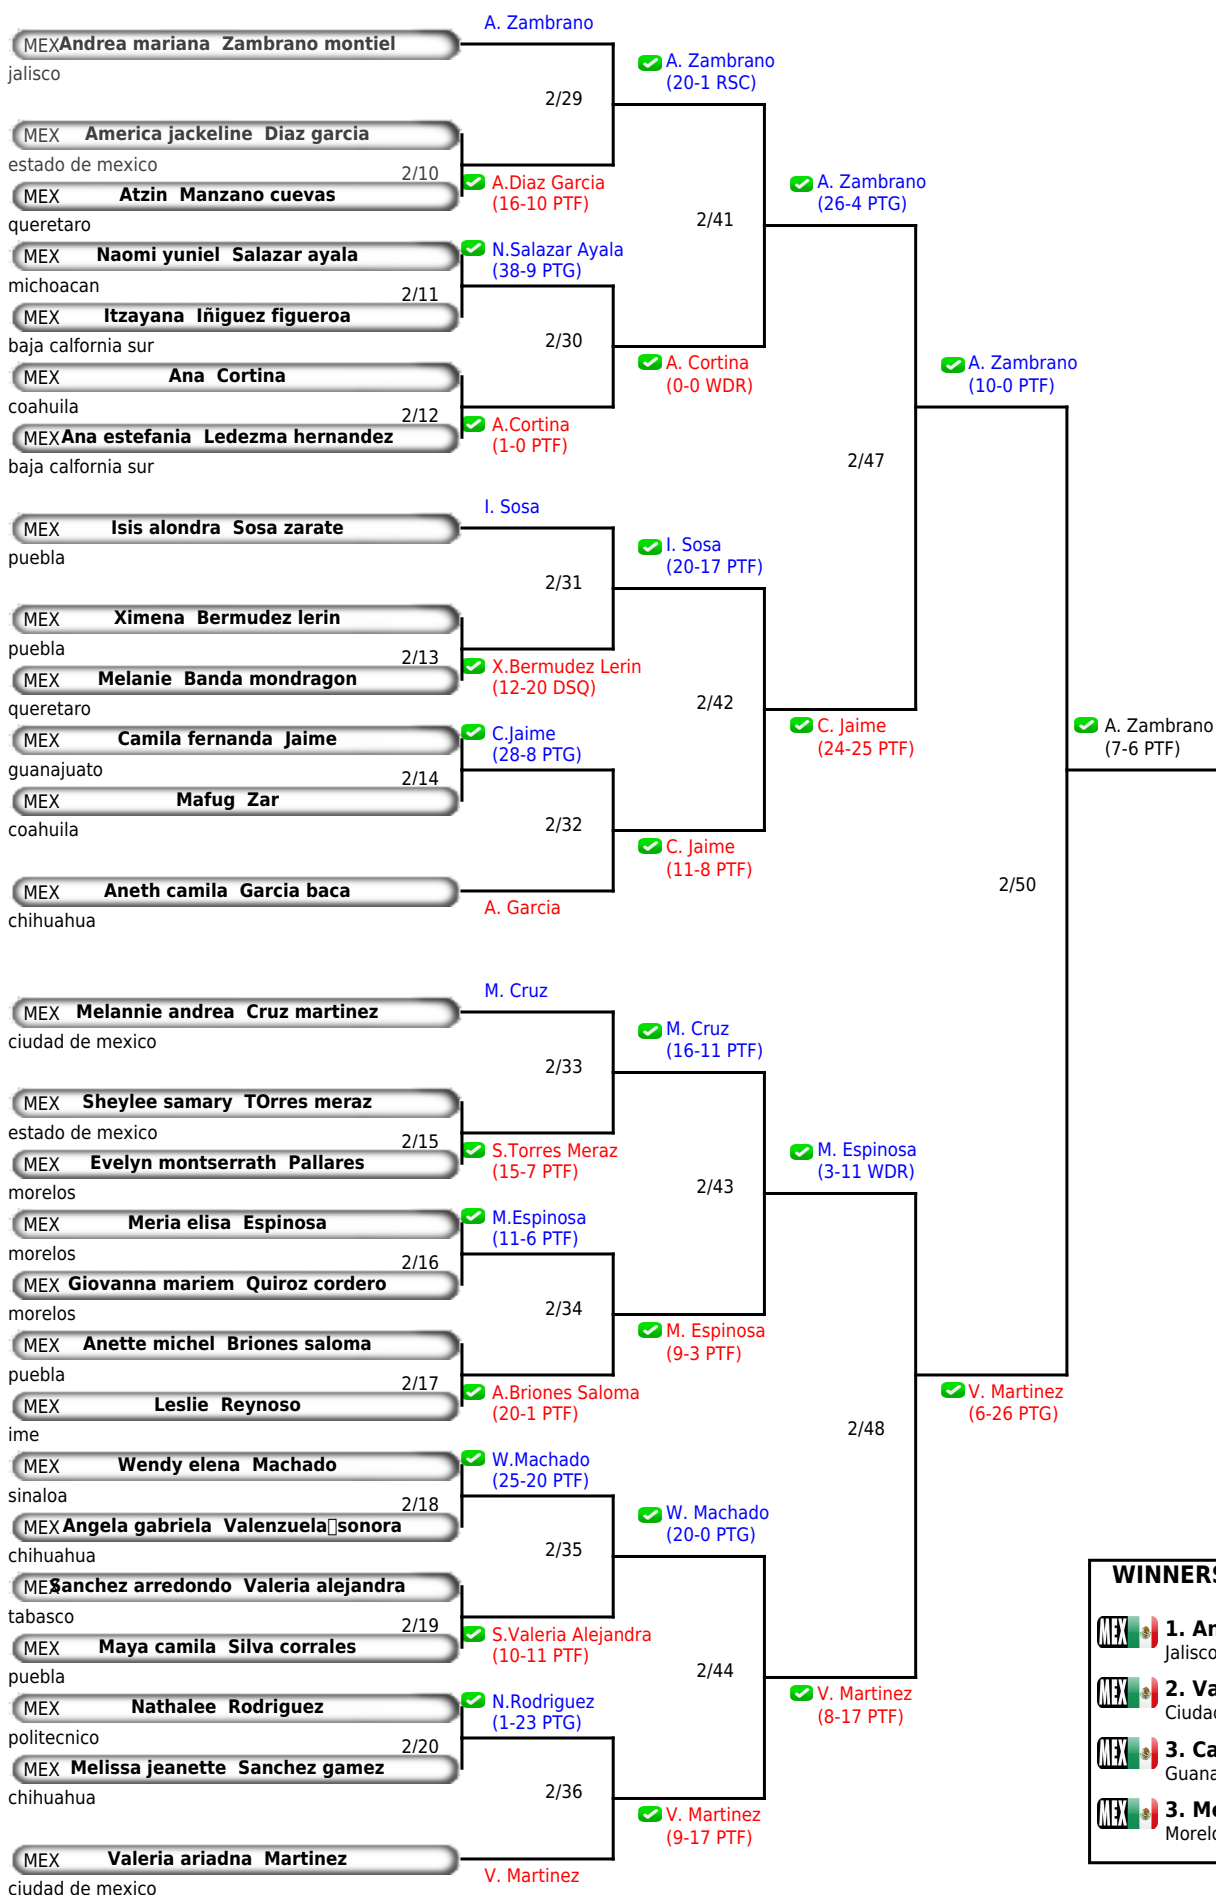 A. Zambrano
MEX Andrea mariana Zambrano montiel
jalisco
A. Zambrano
(20-1 RSC)
2/29
MEX America jackeline Diaz garcia
estado de mexico
2/10
A.Diaz Garcia
(16-10 PTF)
MEX Atzin Manzano cuevas
queretaro
A. Zambrano
(26-4 PTG)
2/41
MEX Naomi yuniel Salazar ayala
michoacan
N.Salazar Ayala
(38-9 PTG)
2/11
MEX Itzayana Iñiguez figueroa
baja calfornia sur
2/30
A. Cortina
(0-0 WDR)
MEX Ana Cortina
coahuila
2/12
A.Cortina
(1-0 PTF)
MEX Ana estefania Ledezma hernandez
baja calfornia sur
A. Zambrano
(10-0 PTF)
2/47
I. Sosa
MEX Isis alondra Sosa zarate
puebla
I. Sosa
(20-17 PTF)
2/31
MEX Ximena Bermudez lerin
puebla
2/13
X.Bermudez Lerin
(12-20 DSQ)
MEX Melanie Banda mondragon
queretaro
2/42
MEX Camila fernanda Jaime
guanajuato
C.Jaime
(28-8 PTG)
C. Jaime
(24-25 PTF)
A. Zambrano
(7-6 PTF)
2/14
MEX Mafug Zar
coahuila
2/32
C. Jaime
(11-8 PTF)
MEX Aneth camila Garcia baca
chihuahua
A. Garcia
2/50
M. Cruz
MEX Melannie andrea Cruz martinez
ciudad de mexico
M. Cruz
(16-11 PTF)
2/33
MEX Sheylee samary TOrres meraz
estado de mexico
2/15
S.Torres Meraz
(15-7 PTF)
MEX Evelyn montserrath Pallares
morelos
M. Espinosa
(3-11 WDR)
2/43
MEX Meria elisa Espinosa
morelos
M.Espinosa
(11-6 PTF)
2/16
MEX Giovanna mariem Quiroz cordero
morelos
2/34
M. Espinosa
(9-3 PTF)
MEX Anette michel Briones saloma
puebla
2/17
A.Briones Saloma
(20-1 PTF)
MEX Leslie Reynoso
ime
V. Martinez
(6-26 PTG)
2/48
MEX Wendy elena Machado
sinaloa
W.Machado
(25-20 PTF)
2/18
MEX Angela gabriela Valenzuela▯sonora
chihuahua
W. Machado
(20-0 PTG)
2/35
MEX Sanchez arredondo Valeria alejandra
tabasco
2/19
S.Valeria Alejandra
(10-11 PTF)
MEX Maya camila Silva corrales
puebla
2/44
MEX Nathalee Rodriguez
politecnico
N.Rodriguez
(1-23 PTG)
V. Martinez
(8-17 PTF)
2/20
MEX Melissa jeanette Sanchez gamez
chihuahua
2/36
V. Martinez
(9-17 PTF)
MEX Valeria ariadna Martinez
ciudad de mexico
V. Martinez
WINNERS
MEX 1. An
Jalisco
MEX 2. Va
Ciudad
MEX 3. Ca
Guana
MEX 3. Me
Morelo